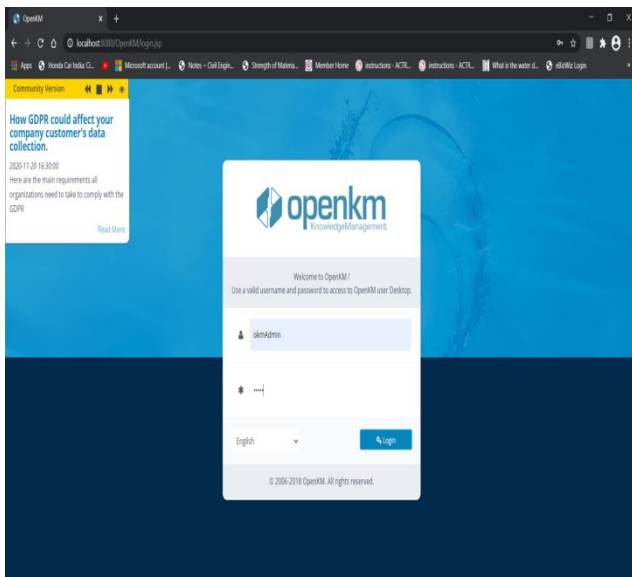 OpenKM x +
localhost:8080/OpenKM/login.jsp
Apps Honda Car India: G... Microsoft account |... Notes – Civil Engin... Strength of Materia... Member Home instructions - ACTR... instructions - ACTR... What is the water d... eBizWiz Login
Community Version
How GDPR could affect your
company customer's data
collection.
2020-11-20 16:30:00
Here are the main requirements all
organizations need to take to comply with the
GDPR
Read More
openkm
KnowledgeManagement
Welcome to OpenKM !
Use a valid username and password to access to OpenKM user Desktop.
okmAdmin
•••••
English
Login
© 2006-2018 OpenKM. All rights reserved.